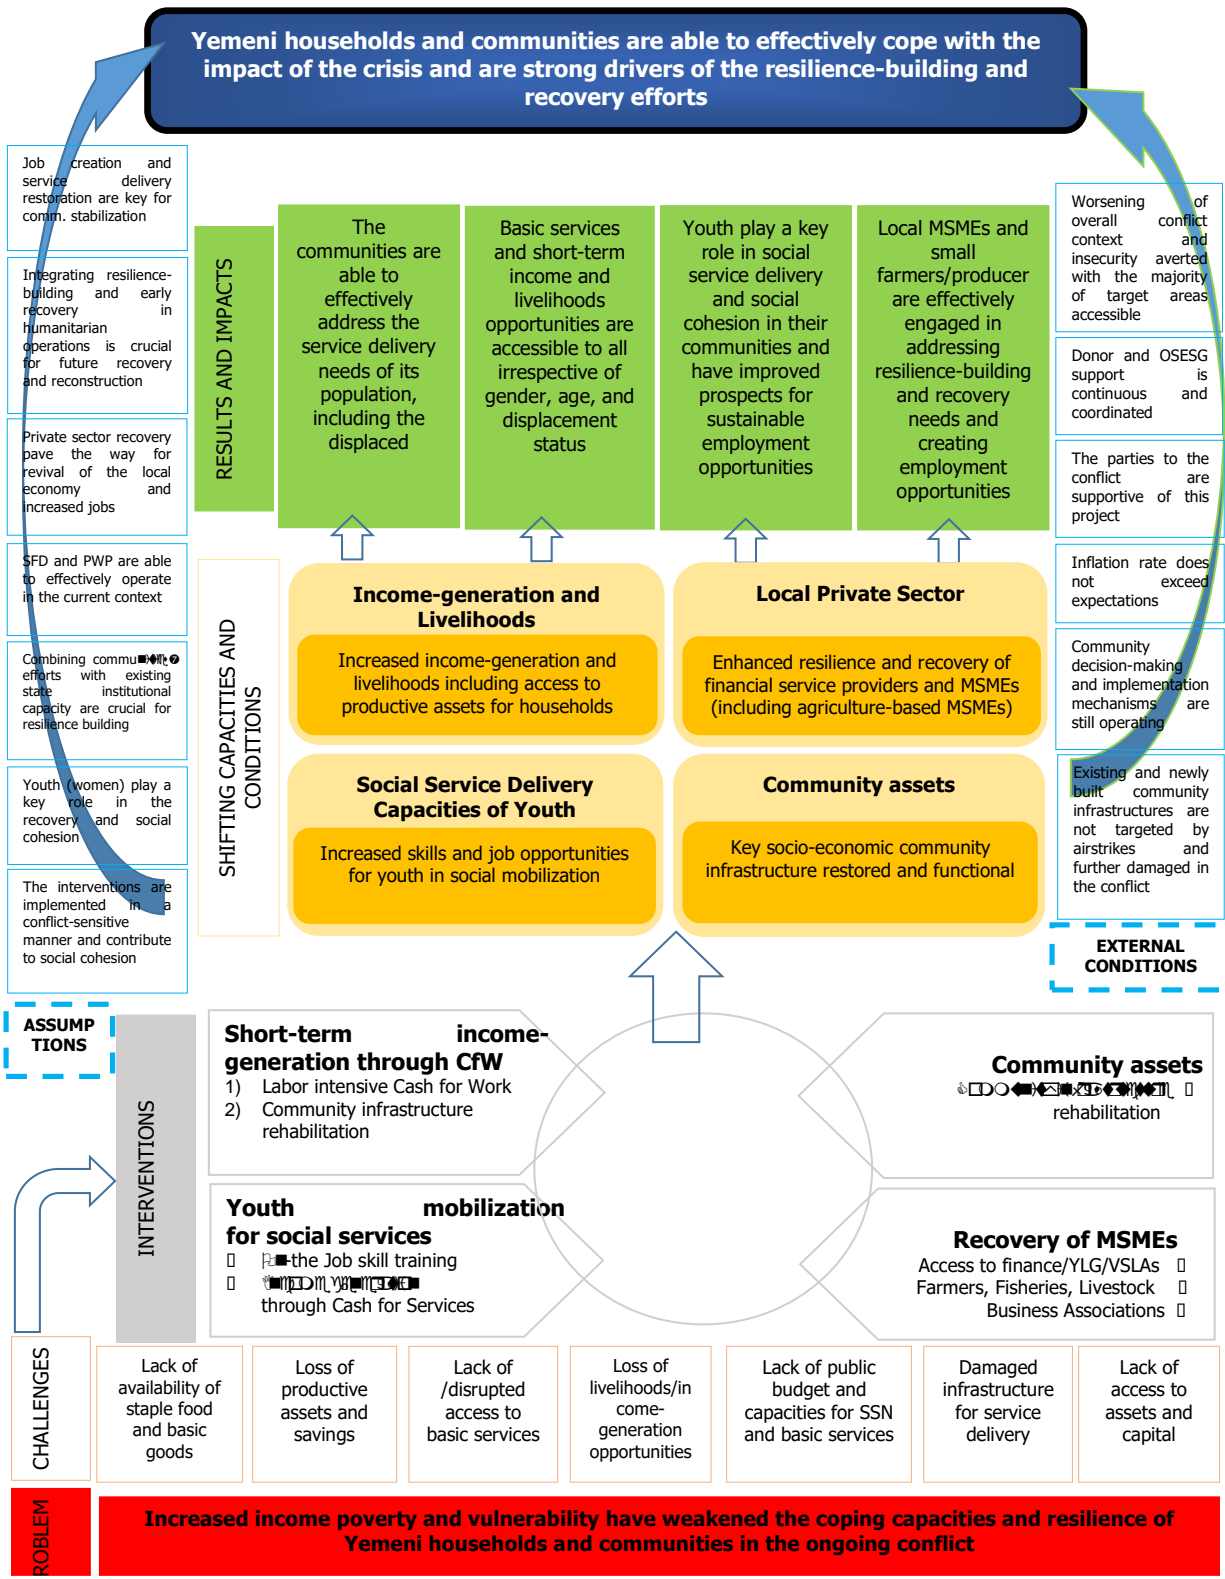 Yemeni households and communities are able to effectively cope with the
impact of the crisis and are strong drivers of the resilience-building and
recovery efforts
Job creation and
service delivery
restoration are key for
comm. stabilization
Integrating resilience-
building and early
recovery in
humanitarian
operations is crucial
for future recovery
and reconstruction
Private sector recovery
pave the way for
revival of the local
economy and
increased jobs
SFD and PWP are able
to effectively operate
in the current context
Combining
efforts with existing
state institutional
capacity are crucial for
resilience building
Youth (women) play a
key role in the
recovery and social
cohesion
The interventions are
implemented in a
conflict-sensitive
manner and contribute
to social cohesion
ASSUMP
TIONS
RESULTS AND IMPACTS
The
communities are
able to
effectively
address the
service delivery
needs of its
population,
including the
displaced
Basic services
and short-term
income and
livelihoods
opportunities are
accessible to all
irrespective of
gender, age, and
displacement
status
Youth play a key
role in social
service delivery
and social
cohesion in their
communities and
have improved
prospects for
sustainable
employment
opportunities
Local MSMEs and
small
farmers/producer
are effectively
engaged in
addressing
resilience-building
and recovery
needs and
creating
employment
opportunities
SHIFTING CAPACITIES AND
CONDITIONS
Income-generation and
Livelihoods
Increased income-generation and
livelihoods including access to
productive assets for households
Local Private Sector
Enhanced resilience and recovery of
financial service providers and MSMEs
(including agriculture-based MSMEs)
Social Service Delivery
Capacities of Youth
Increased skills and job opportunities
for youth in social mobilization
Community assets
Key socio-economic community
infrastructure restored and functional
Worsening of
overall conflict
context and
insecurity averted
with the majority
of target areas
accessible
Donor and OSESG
support is
continuous and
coordinated
The parties to the
conflict are
supportive of this
project
Inflation rate does
not exceed
expectations
Community
decision-making
and implementation
mechanisms are
still operating
Existing and newly
built community
infrastructures are
not targeted by
airstrikes and
further damaged in
the conflict
EXTERNAL
CONDITIONS
INTERVENTIONS
Short-term income-
generation through CfW
1) Labor intensive Cash for Work
2) Community infrastructure
rehabilitation
Community assets
rehabilitation
Youth mobilization
for social services
-the Job skill training
through Cash for Services
Recovery of MSMEs
Access to finance/YLG/VSLAs
Farmers, Fisheries, Livestock
Business Associations
CHALLENGES
Lack of
availability of
staple food
and basic
goods
Loss of
productive
assets and
savings
Lack of
/disrupted
access to
basic services
Loss of
livelihoods/in
come-
generation
opportunities
Lack of public
budget and
capacities for SSN
and basic services
Damaged
infrastructure
for service
delivery
Lack of
access to
assets and
capital
ROBLEM
Increased income poverty and vulnerability have weakened the coping capacities and resilience of
Yemeni households and communities in the ongoing conflict